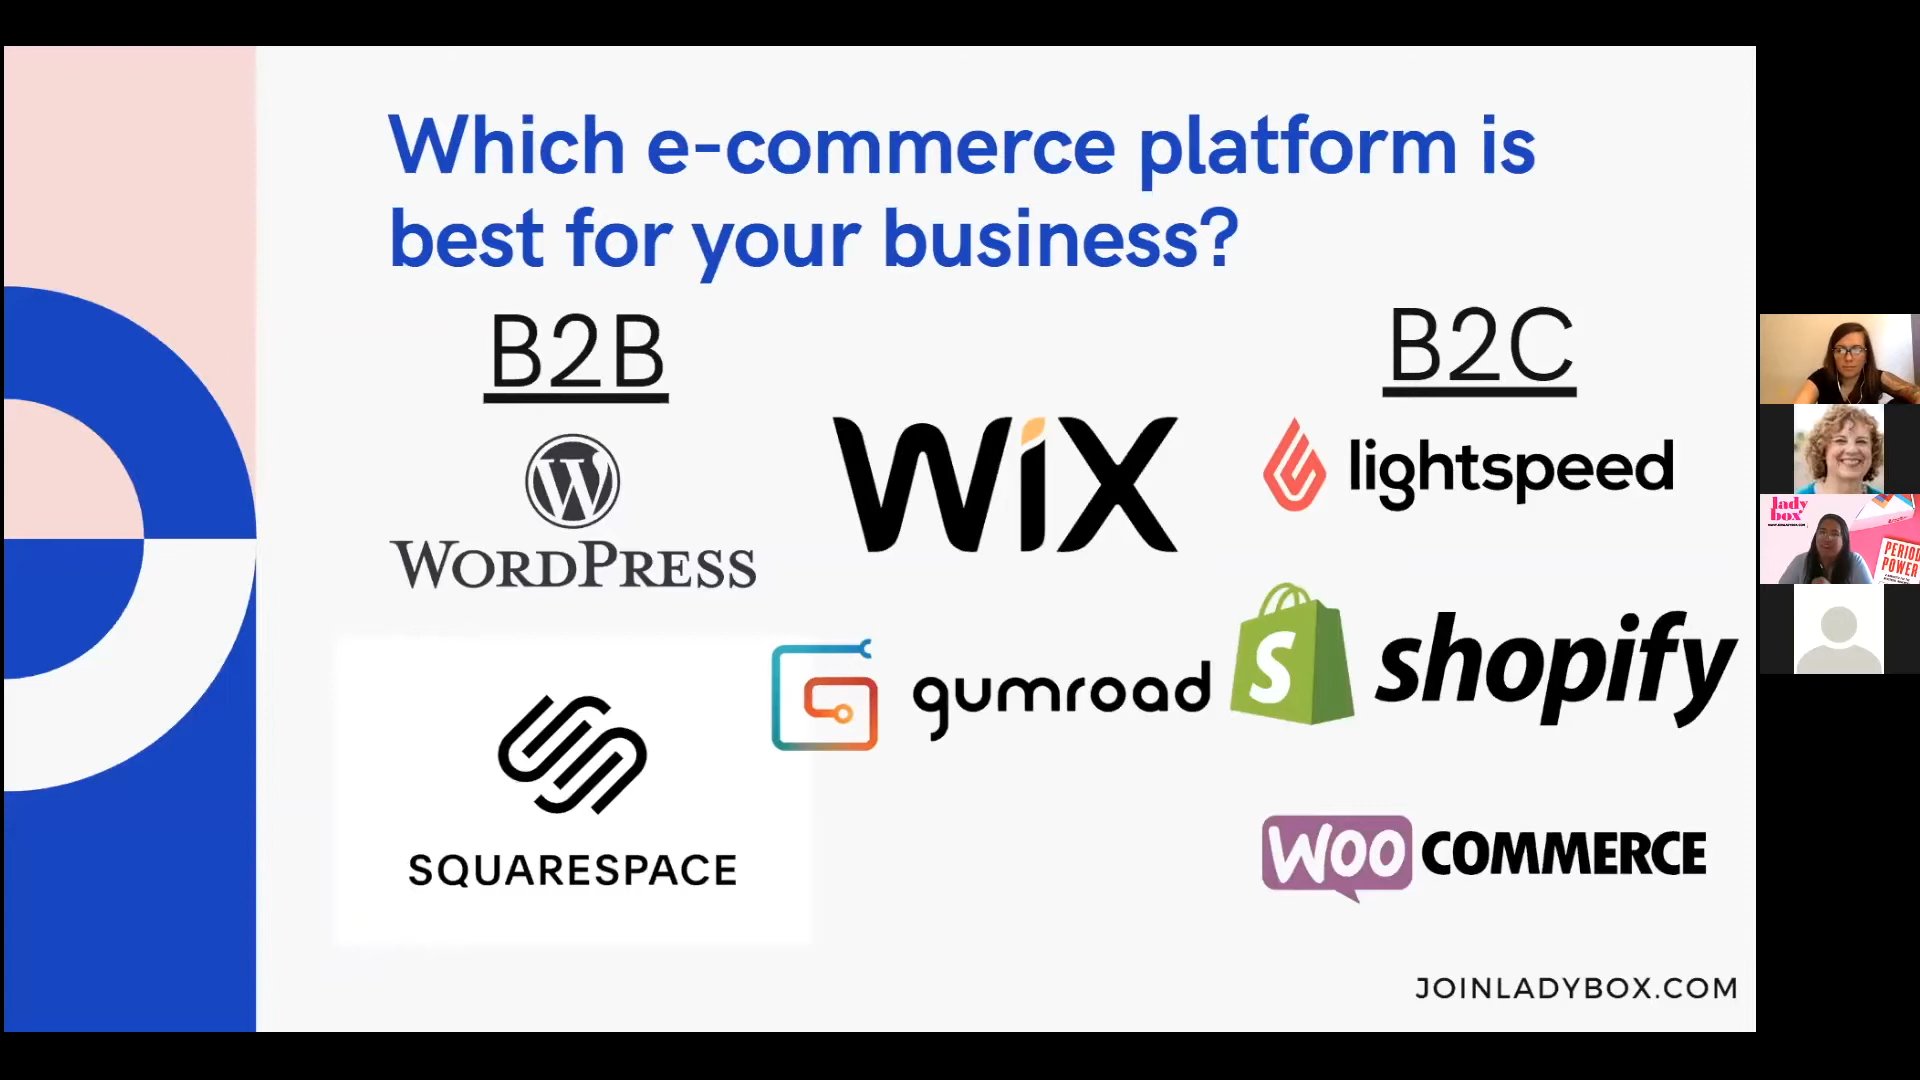 Which e-commerce platform is
best for your business?
B2B
B2C
WORDPRESS
WiX
lightspeed
gumroad
shopify
SQUARESPACE
WOO COMMERCE
JOINLADYBOX.COM
lady
box
PERIOD
POWER